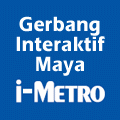 Gerbang
Interaktif
Maya
i-METRO